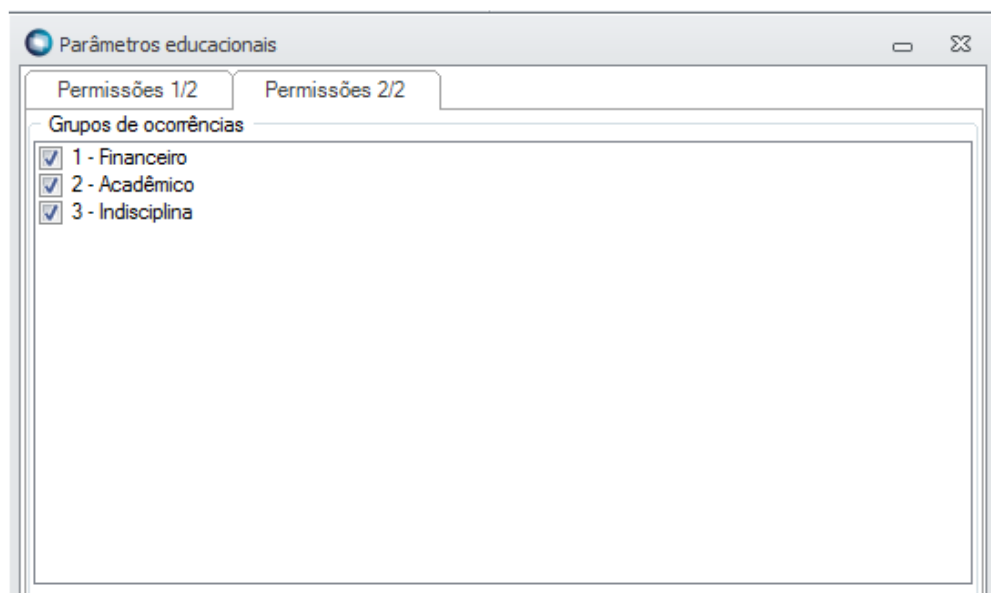 Parâmetros educacionais
Permissões 1/2 Permissões 2/2
Grupos de ocorrências
1 - Financeiro
2 - Acadêmico
3 - Indisciplina